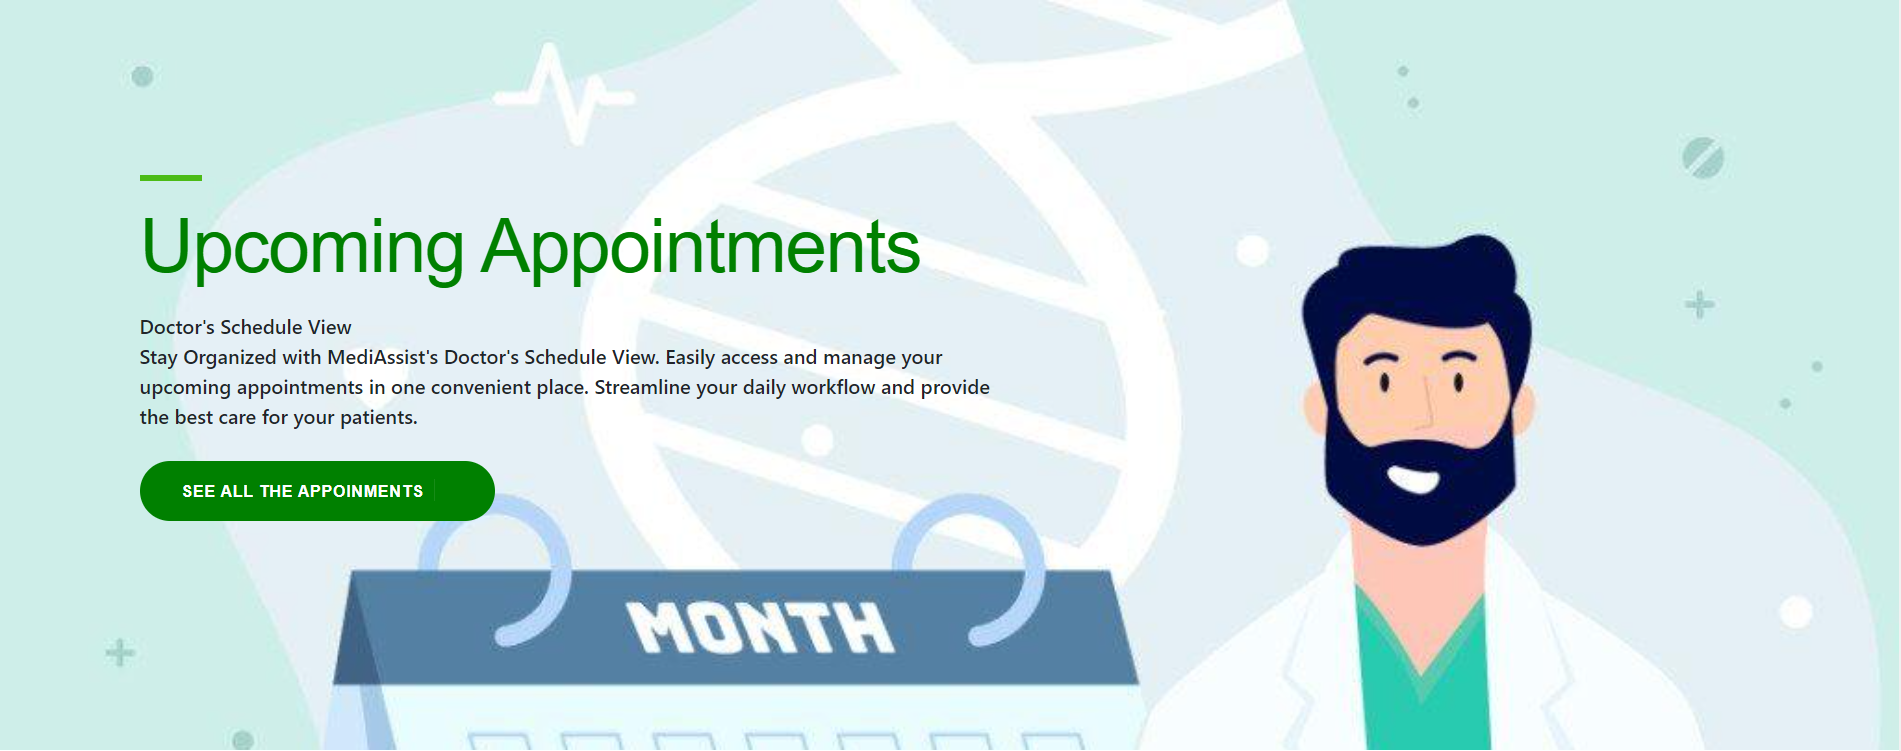 Upcoming Appointments
Doctor's Schedule View
Stay Organized with MediAssist's Doctor's Schedule View. Easily access and manage your
upcoming appointments in one convenient place. Streamline your daily workflow and provide
the best care for your patients.
SEE ALL THE APPOINMENTS
MONTH